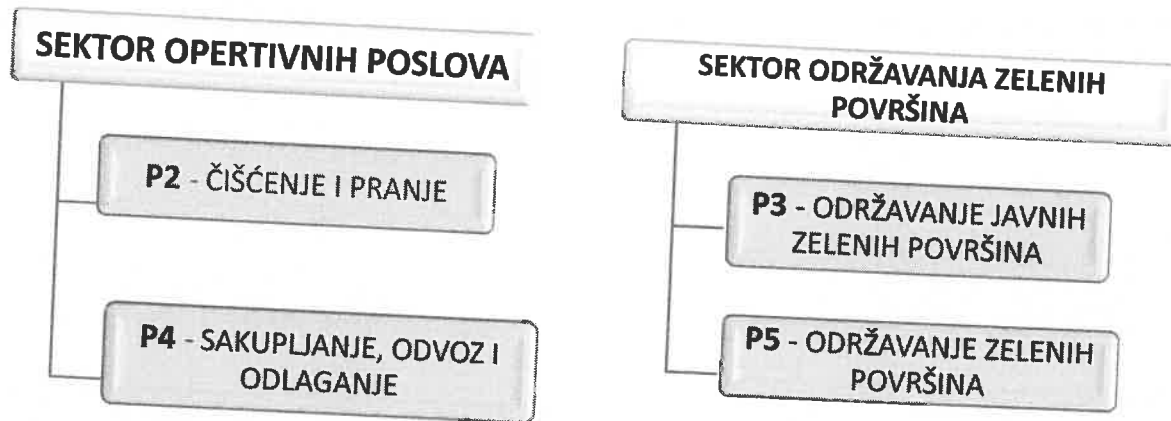 SEKTOR OPERTIVNIH POSLOVA
P2 - ČIŠĆENJE I PRANJE
P4 - SAKUPLJANJE, ODVOZ I
ODLAGANJE
SEKTOR ODRŽAVANJA ZELENIH
POVRŠINA
P3 - ODRŽAVANJE JAVNIH
ZELENIH POVRŠINA
P5 - ODRŽAVANJE ZELENIH
POVRŠINA